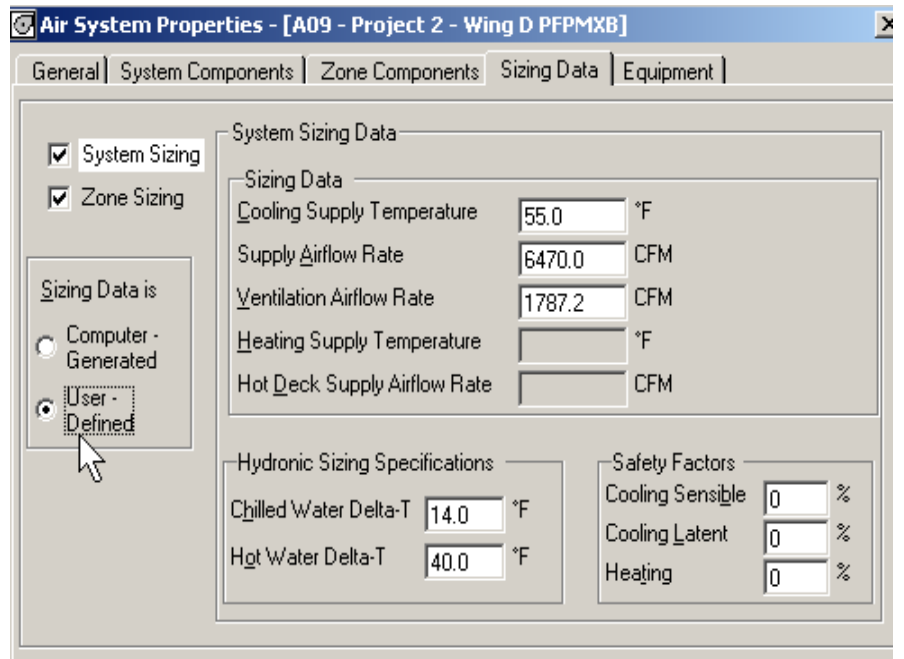 Air System Properties - [A09 - Project 2 - Wing D PFPMXB]
General System Components Zone Components Sizing Data Equipment
System Sizing
Zone Sizing
Sizing Data is
Computer -
Generated
User -
Defined
System Sizing Data
Sizing Data
Cooling Supply Temperature 55.0 °F
Supply Airflow Rate 6470.0 CFM
Ventilation Airflow Rate 1787.2 CFM
Heating Supply Temperature °F
Hot Deck Supply Airflow Rate CFM
Hydronic Sizing Specifications
Chilled Water Delta-T 14.0 °F
Hot Water Delta-T 40.0 °F
Safety Factors
Cooling Sensible 0 %
Cooling Latent 0 %
Heating 0 %